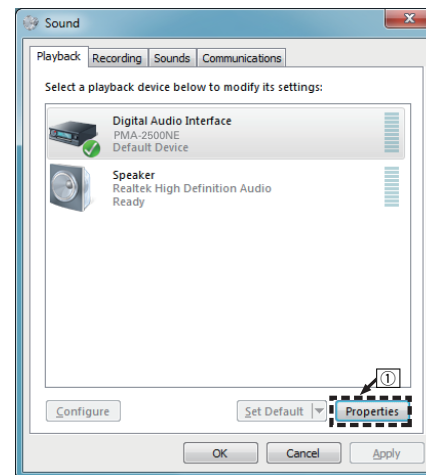 Sound
Playback Recording Sounds Communications
Select a playback device below to modify its settings:
Digital Audio Interface
PMA-2500NE
Default Device
Speaker
Realtek High Definition Audio
Ready
①
Configure Set Default Properties
OK Cancel Apply